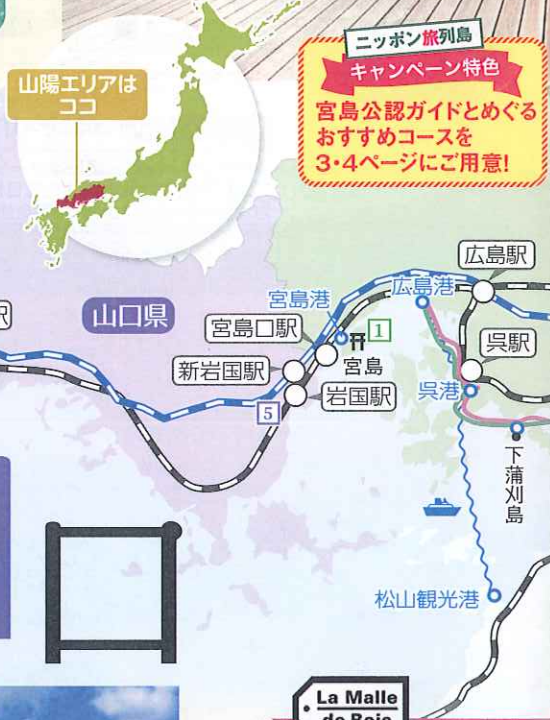 ニッポン旅列島
キャンペーン特色
宮島公認ガイドとめぐる
おすすめコースを
3・4ページにご用意!
山陽エリアは
ココ
広島駅
広島港
宮島港
山口県
宮島口駅
1
宮島
呉駅
新岩国駅
岩国駅
呉港
5
下蒲刈島
松山観光港
La Malle
de Bois